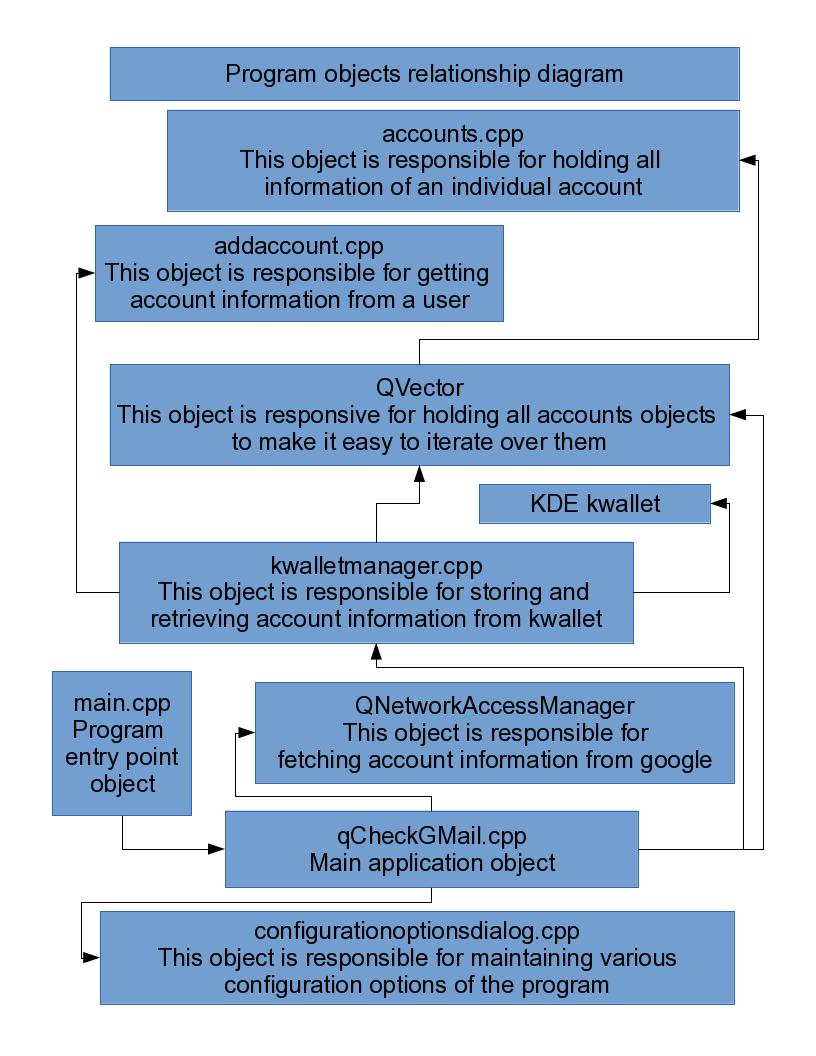 Program objects relationship diagram
accounts.cpp
This object is responsible for holding all
information of an individual account
addaccount.cpp
This object is responsible for getting
account information from a user
QVector
This object is responsive for holding all accounts objects
to make it easy to iterate over them
KDE kwallet
kwalletmanager.cpp
This object is responsible for storing and
retrieving account information from kwallet
main.cpp
Program
entry point
object
QNetworkAccessManager
This object is responsible for
fetching account information from google
qCheckGMail.cpp
Main application object
configurationoptionsdialog.cpp
This object is responsible for maintaining various
configuration options of the program